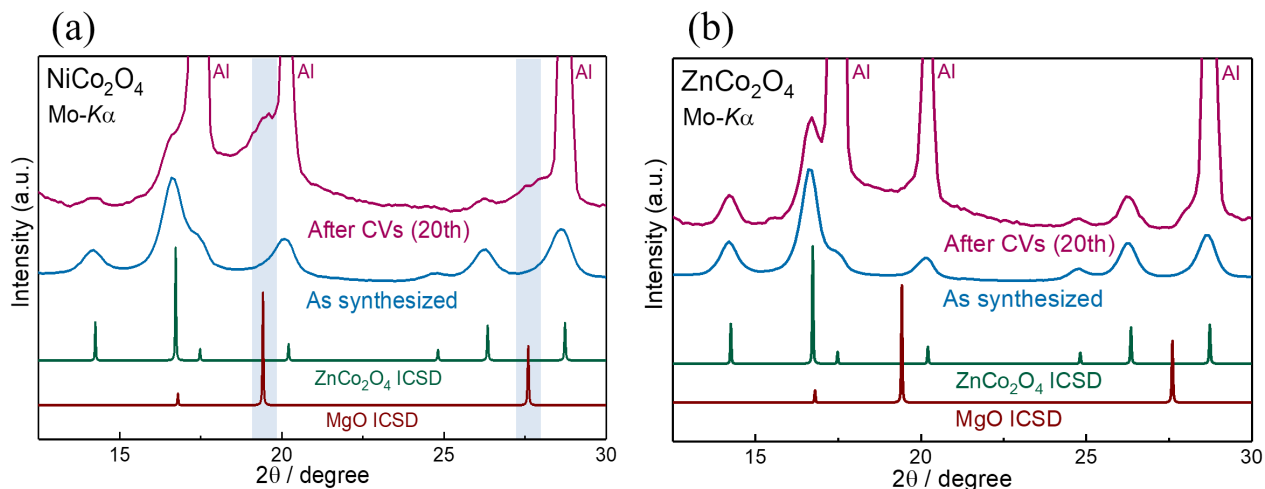 (a)
NiCo₂O₄
Mo-Kα
Al
Al
Al
After CVs (20th)
As synthesized
ZnCo₂O₄ ICSD
MgO ICSD
Intensity (a.u.)
15 20 25 30
2θ / degree
(b)
ZnCo₂O₄
Mo-Kα
Al
Al
Al
After CVs (20th)
As synthesized
ZnCo₂O₄ ICSD
MgO ICSD
Intensity (a.u.)
15 20 25 30
2θ / degree